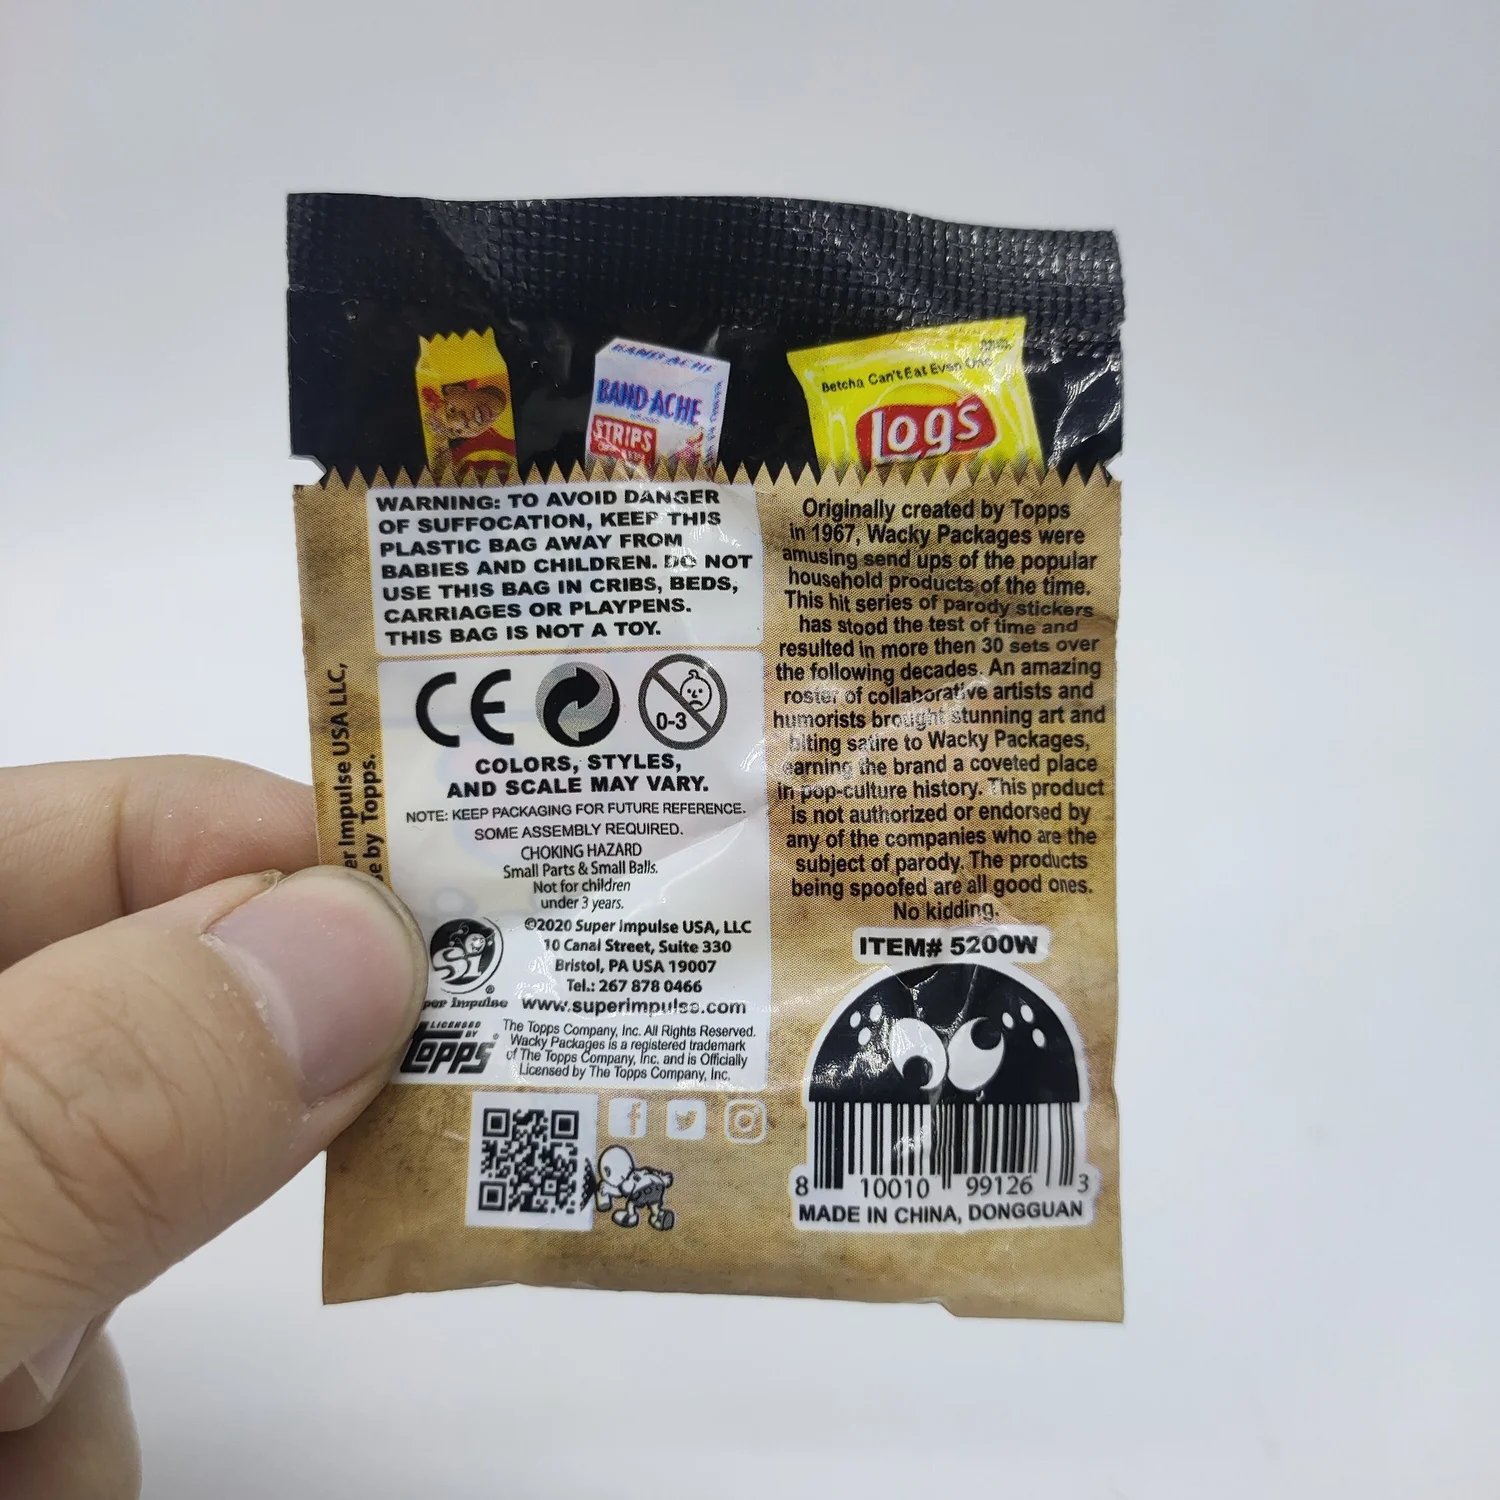 BAND-ACHE
BAND-ACHE
STRIPS
Betcha Can't Eat Even One
Log's
WARNING: TO AVOID DANGER
OF SUFFOCATION, KEEP THIS
PLASTIC BAG AWAY FROM
BABIES AND CHILDREN. DO NOT
USE THIS BAG IN CRIBS, BEDS,
CARRIAGES OR PLAYPENS.
THIS BAG IS NOT A TOY.
CE
0-3
COLORS, STYLES,
AND SCALE MAY VARY.
NOTE: KEEP PACKAGING FOR FUTURE REFERENCE.
SOME ASSEMBLY REQUIRED.
CHOKING HAZARD
Small Parts & Small Balls.
Not for children
under 3 years.
©2020 Super Impulse USA, LLC
10 Canal Street, Suite 330
Bristol, PA USA 19007
Tel.: 267 878 0466
www.superimpulse.com
Si®
per impulse
LICENSED
BY
Topps®
The Topps Company, Inc. All Rights Reserved.
Wacky Packages is a registered trademark
of The Topps Company, Inc. and is Officially
Licensed by The Topps Company, Inc.
er Impulse USA LLC,
e by Topps.
Originally created by Topps
in 1967, Wacky Packages were
amusing send ups of the popular
household products of the time.
This hit series of parody stickers
has stood the test of time and
resulted in more then 30 sets over
the following decades. An amazing
roster of collaborative artists and
humorists brought stunning art and
biting satire to Wacky Packages,
earning the brand a coveted place
in pop-culture history. This product
is not authorized or endorsed by
any of the companies who are the
subject of parody. The products
being spoofed are all good ones.
No kidding.
ITEM# 5200W
8 10010 99126 3
MADE IN CHINA, DONGGUAN